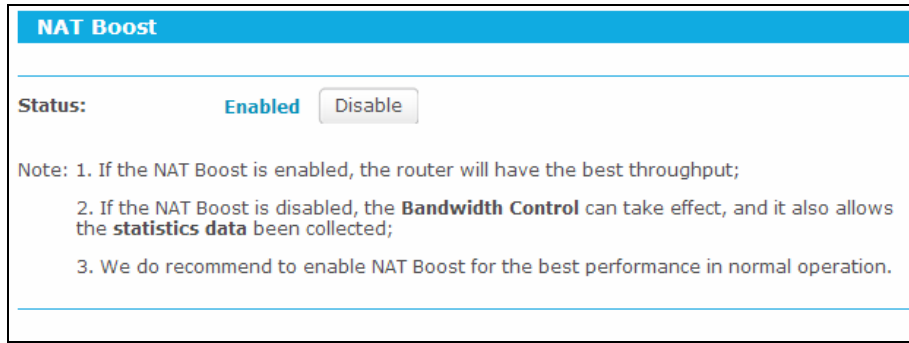 NAT Boost
Status: Enabled Disable
Note: 1. If the NAT Boost is enabled, the router will have the best throughput;
2. If the NAT Boost is disabled, the Bandwidth Control can take effect, and it also allows
the statistics data been collected;
3. We do recommend to enable NAT Boost for the best performance in normal operation.